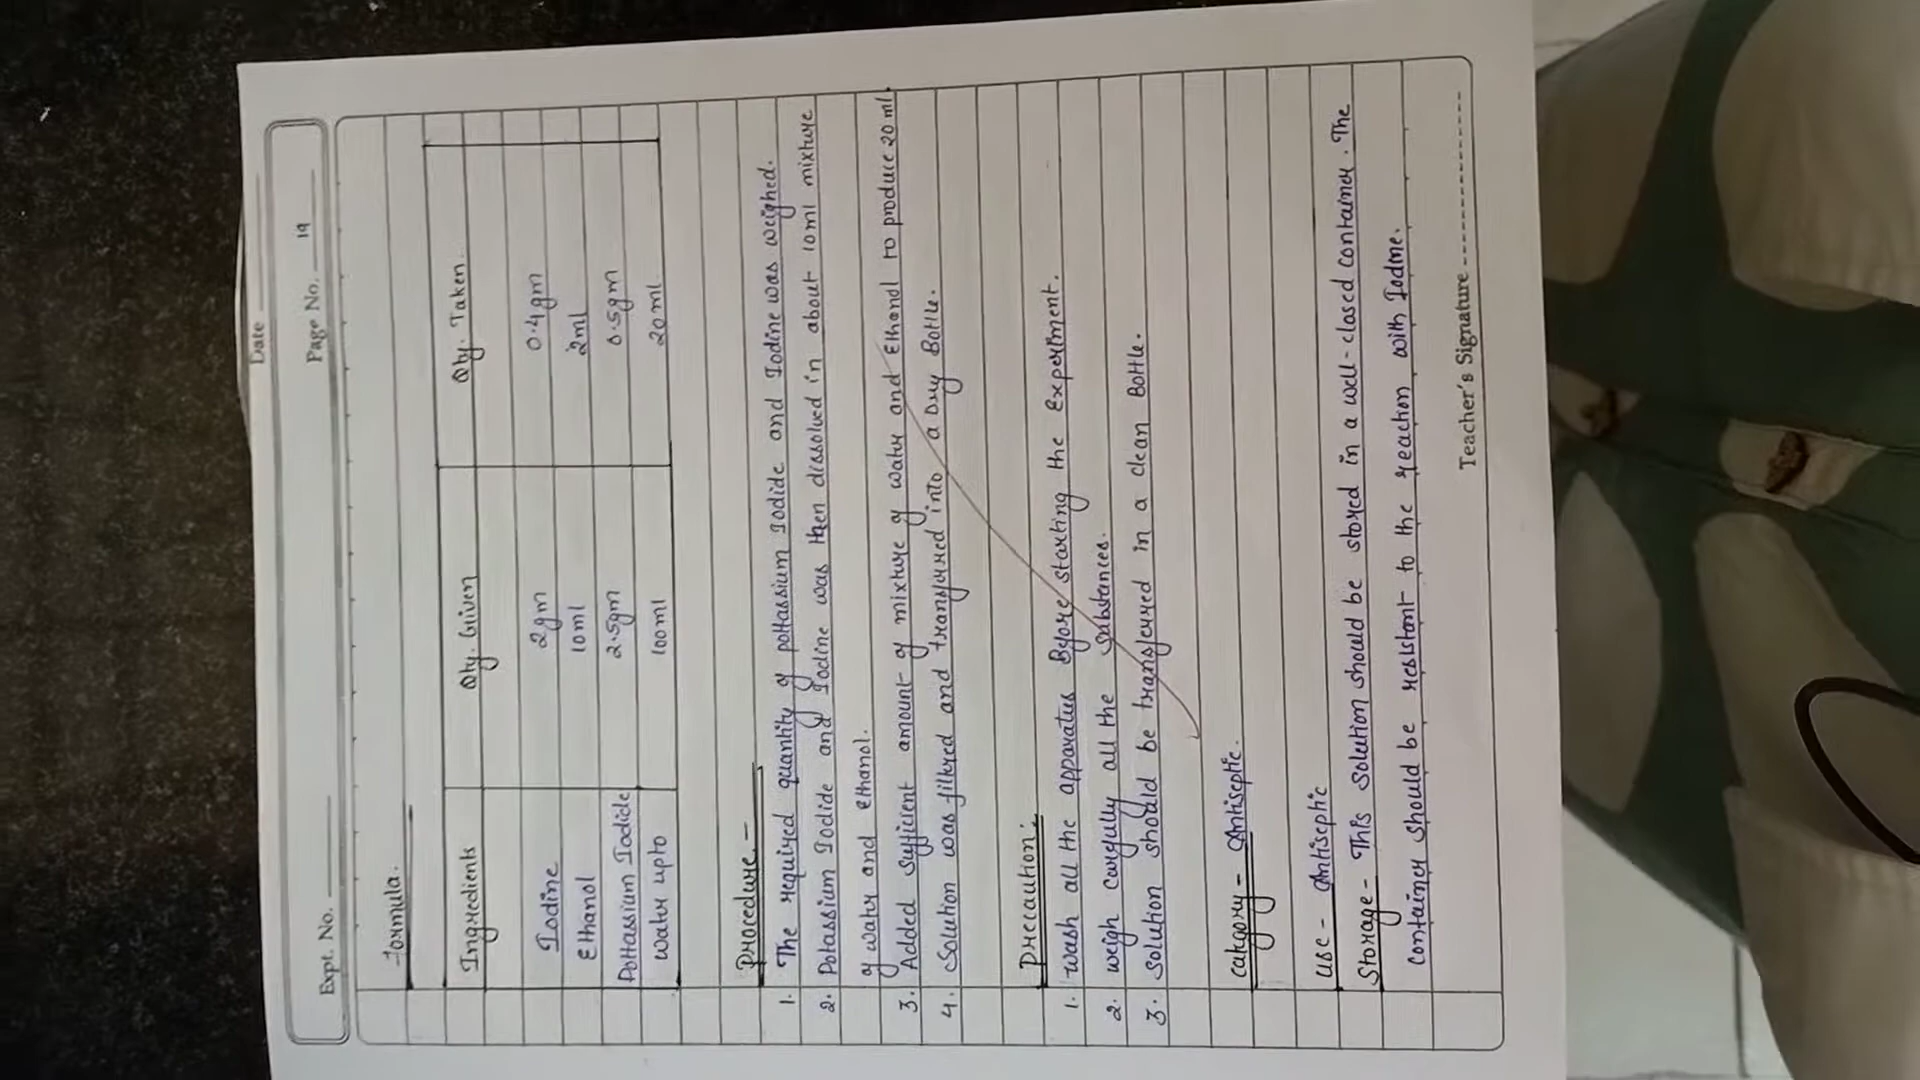 Date
Expt. No. Page No. 19
Formula.
Ingredients Qty. Given Qty. Taken
Iodine 2gm 0.4gm
Ethanol 10ml 2ml
Pottassium Iodide 2.5gm 0.5gm
water upto 100ml 20ml
Procedure.-
1. The required quantity of pottassium Iodide and Iodine was weighed.
2. Potassium Iodide and Iodine was then dissolved in about 10ml mixture
of water and ethanol.
3. Added suffient amount of mixture of water and Ethanol to produce 20ml.
4. Solution was filtred and transfured into a Dry Bottle.
Precaution:
1. wash all the apparatus Before starting the Experiment.
2. weigh carefully all the substances.
3. Solution should be transferred in a clean Bottle.
Category - Antiseptic.
Use - Antiseptic
Storage - This solution should be stored in a well-closed container. The
container should be resistant to the reaction with Iodine.
Teacher's Signature